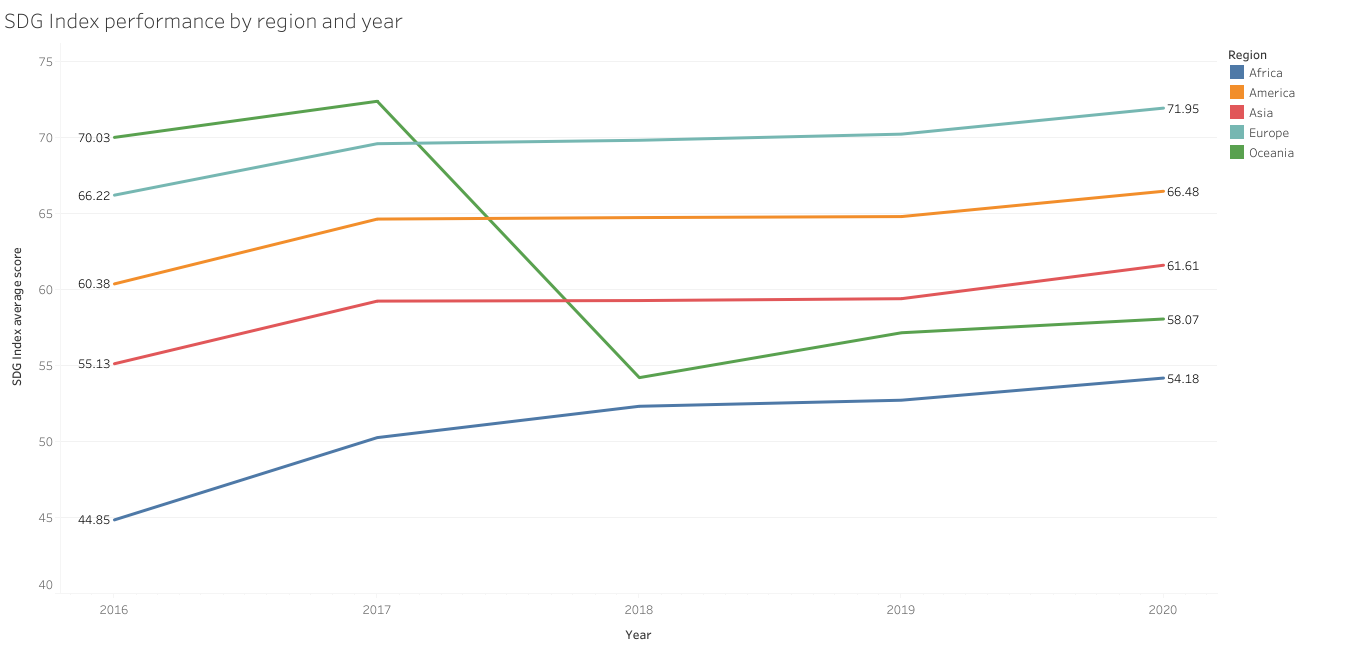 SDG Index performance by region and year
Region
Africa
America
Asia
Europe
Oceania
SDG Index average score
75
70
65
60
55
50
45
40
70.03
66.22
60.38
55.13
44.85
71.95
66.48
61.61
58.07
54.18
2016 2017 2018 2019 2020
Year